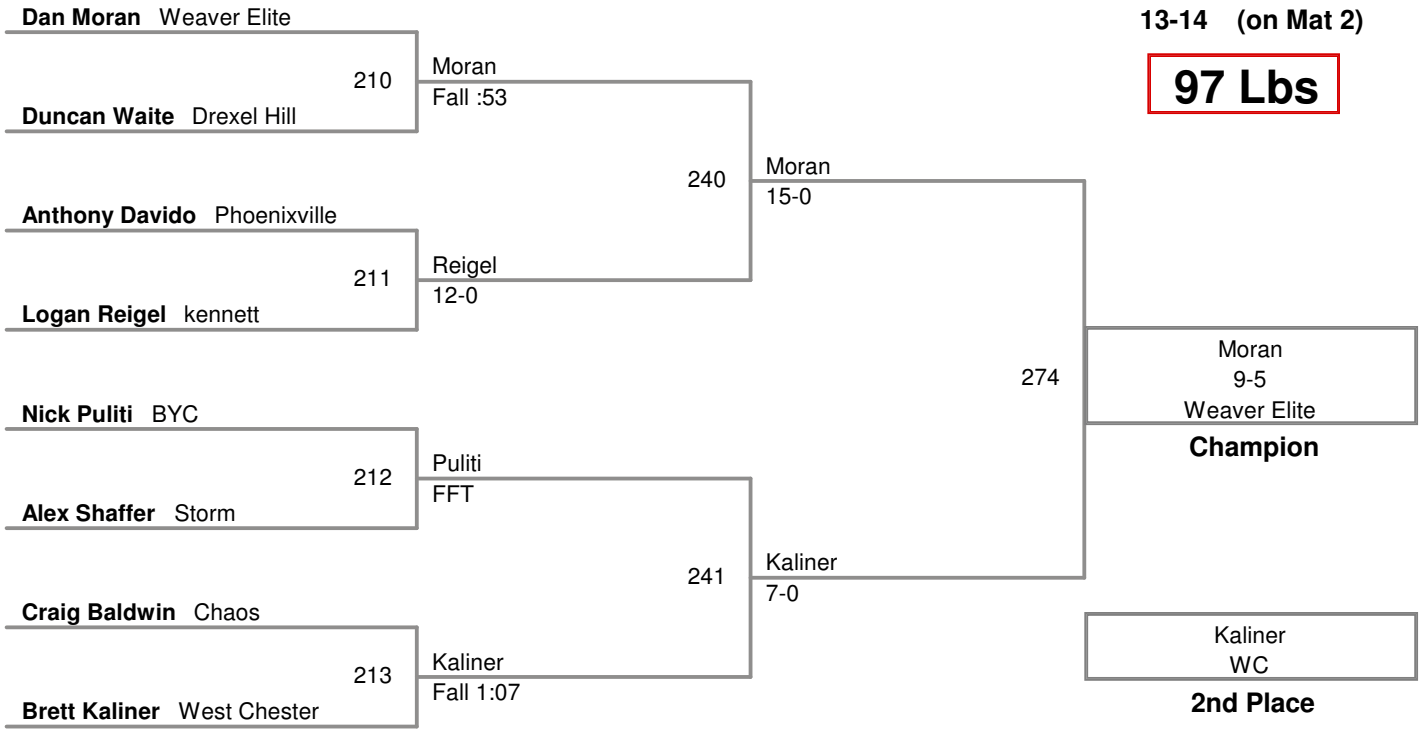 Dan Moran Weaver Elite
13-14 (on Mat 2)
97 Lbs
210
Moran
Fall :53
Duncan Waite Drexel Hill
240
Moran
15-0
Anthony Davido Phoenixville
211
Reigel
12-0
Logan Reigel kennett
274
Moran
9-5
Weaver Elite
Champion
Nick Puliti BYC
212
Puliti
FFT
Alex Shaffer Storm
241
Kaliner
7-0
Craig Baldwin Chaos
213
Kaliner
Fall 1:07
Brett Kaliner West Chester
Kaliner
WC
2nd Place